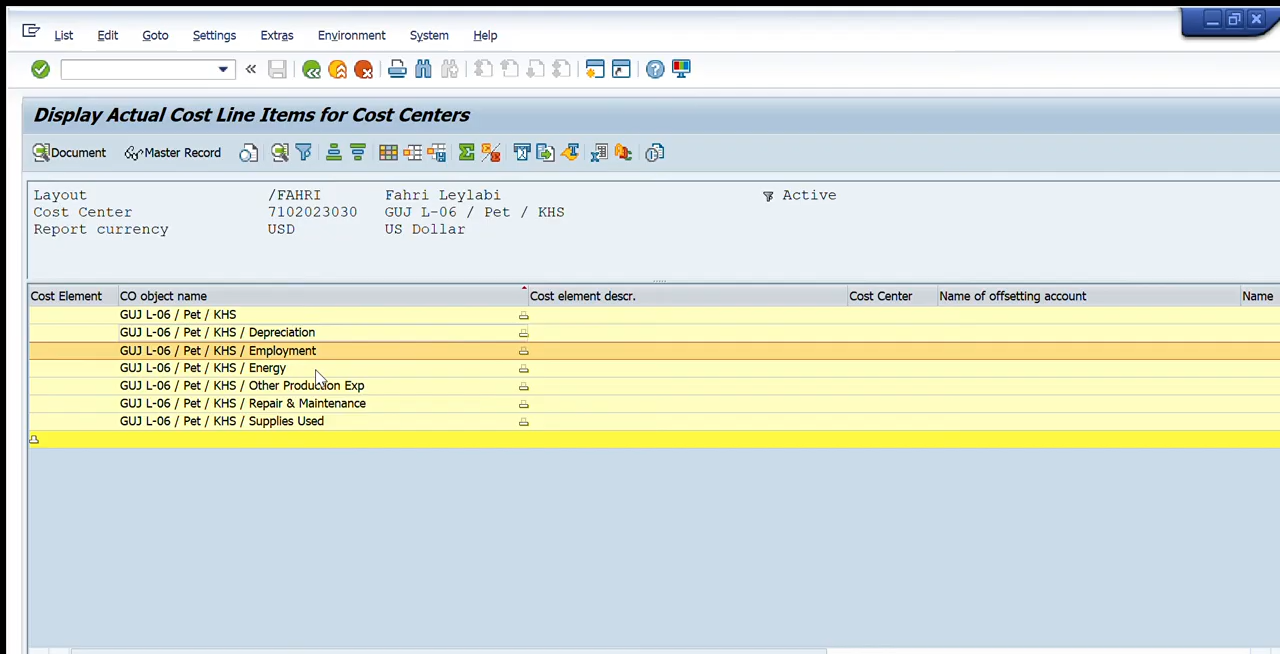 List Edit Goto Settings Extras Environment System Help
Display Actual Cost Line Items for Cost Centers
Document Master Record
Layout /FAHRI Fahri Leylabi Active
Cost Center 7102023030 GUJ L-06 / Pet / KHS
Report currency USD US Dollar
Cost Element CO object name Cost element descr. Cost Center Name of offsetting account Name
GUJ L-06 / Pet / KHS
GUJ L-06 / Pet / KHS / Depreciation
GUJ L-06 / Pet / KHS / Employment
GUJ L-06 / Pet / KHS / Energy
GUJ L-06 / Pet / KHS / Other Production Exp
GUJ L-06 / Pet / KHS / Repair & Maintenance
GUJ L-06 / Pet / KHS / Supplies Used